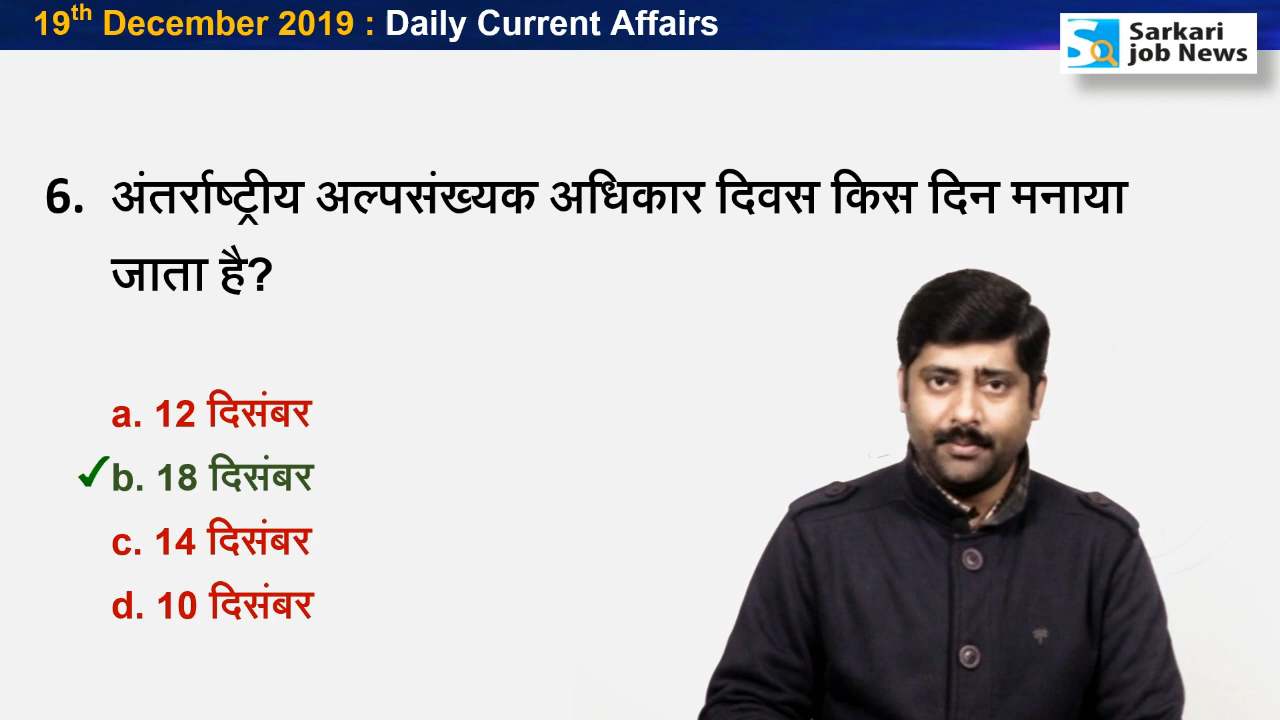 19th December 2019 : Daily Current Affairs
Sarkari
job News
6. अंतर्राष्ट्रीय अल्पसंख्यक अधिकार दिवस किस दिन मनाया
जाता है?
a. 12 दिसंबर
✓b. 18 दिसंबर
c. 14 दिसंबर
d. 10 दिसंबर